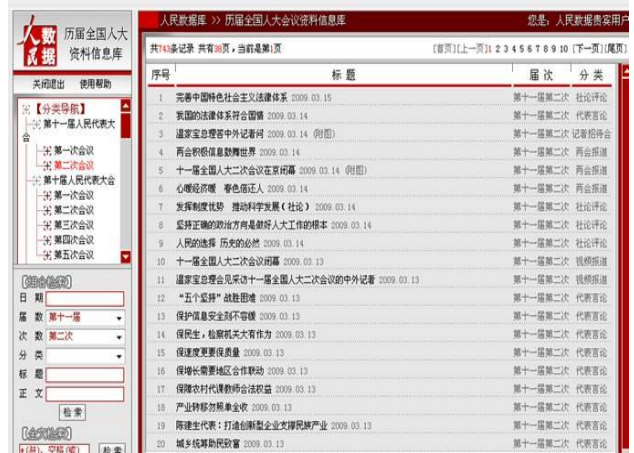 人民数据
历届全国人大
资料信息库
关闭退出 使用帮助
人民数据库 >> 历届全国人大会议资料信息库
您是：人民数据库贵宾用户
共743条记录 共有38页，当前是第1页
[首页][上一页]1 2 3 4 5 6 7 8 9 10 [下一页][尾页]
序号 标 题 届 次 分 类
1 完善中国特色社会主义法律体系 2009.03.15 第十一届第二次 社论评论
2 我国的法律体系符合国情 2009.03.14 第十一届第二次 代表言论
3 温家宝总理答中外记者问 2009.03.14 (附图) 第十一届第二次 记者招待会
4 两会积极信息鼓舞世界 2009.03.14 第十一届第二次 两会报道
5 十一届全国人大二次会议在京闭幕 2009.03.14 (附图) 第十一届第二次 两会报道
6 心暖经济暖 春色倍还人 2009.03.14 第十一届第二次 两会报道
7 发挥制度优势 推动科学发展(社论) 2009.03.14 第十一届第二次 社论评论
8 坚持正确的政治方向是做好人大工作的根本 2009.03.14 第十一届第二次 社论评论
9 人民的选择 历史的必然 2009.03.14 第十一届第二次 社论评论
10 十一届全国人大二次会议闭幕 2009.03.13 第十一届第二次 视频报道
11 温家宝总理会见采访十一届全国人大二次会议的中外记者 2009.03.13 第十一届第二次 视频报道
12 “五个坚持”战胜困难 2009.03.13 第十一届第二次 代表言论
13 保护信息安全刻不容缓 2009.03.13 第十一届第二次 代表言论
14 保民生，检察机关大有作为 2009.03.13 第十一届第二次 代表言论
15 保速度更要保质量 2009.03.13 第十一届第二次 代表言论
16 保增长需要地区合作联动 2009.03.13 第十一届第二次 代表言论
17 保障农村代课教师合法权益 2009.03.13 第十一届第二次 代表言论
18 产业转移勿照单全收 2009.03.13 第十一届第二次 代表言论
19 陈建生代表：打造创新型企业支撑民族产业 2009.03.13 第十一届第二次 代表言论
20 城乡统筹助民致富 2009.03.13 第十一届第二次 代表言论
【分类导航】
第十一届人民代表大会
第一次会议
第二次会议
第十届人民代表大会
第一次会议
第二次会议
第三次会议
第四次会议
第五次会议
【组合检索】
日 期
届 数 第十一届
次 数 第二次
分 类
标 题
正 文
检 索
【全文检索】
检 索